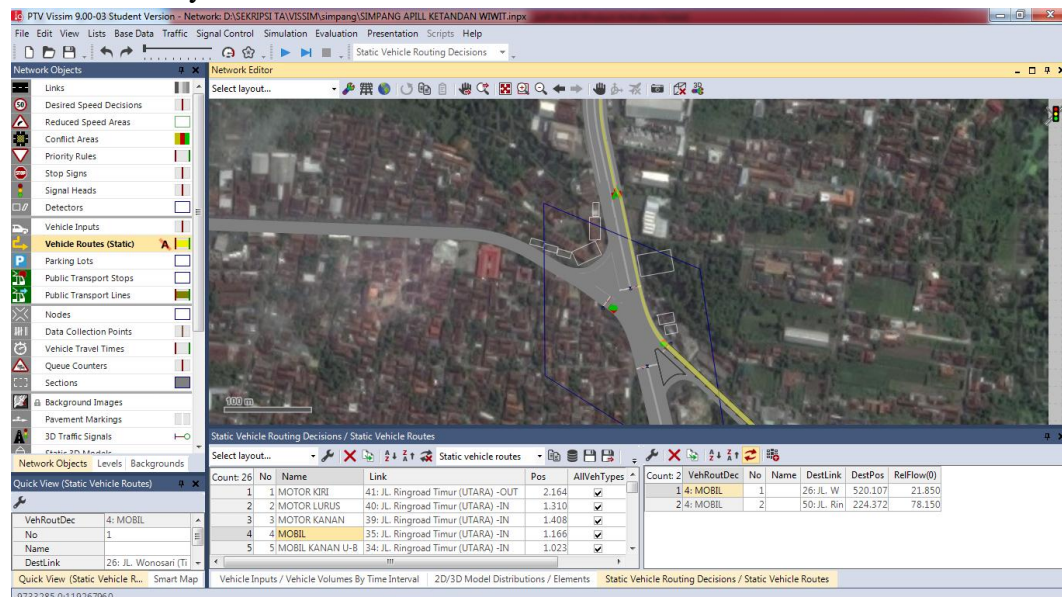 PTV Vissim 9.00-03 Student Version - Network: D:\SEKRIPSI TA\VISSIM\simpang\SIMPANG APILL KETANDAN WIWIT.inpx
File Edit View Lists Base Data Traffic Signal Control Simulation Evaluation Presentation Scripts Help
Static Vehicle Routing Decisions
Network Objects
Links
Desired Speed Decisions
Reduced Speed Areas
Conflict Areas
Priority Rules
Stop Signs
Signal Heads
Detectors
Vehicle Inputs
Vehicle Routes (Static)
Parking Lots
Public Transport Stops
Public Transport Lines
Nodes
Data Collection Points
Vehicle Travel Times
Queue Counters
Sections
Background Images
Pavement Markings
3D Traffic Signals
Static 3D Models
Network Objects Levels Backgrounds
Quick View (Static Vehicle Routes)
VehRoutDec 4: MOBIL
No 1
Name
DestLink 26: JL. Wonosari (Ti
Quick View (Static Vehicle R... Smart Map
Network Editor
Select layout...
100 m
Static Vehicle Routing Decisions / Static Vehicle Routes
Select layout... Static vehicle routes
Count: 26 No Name Link Pos AllVehTypes
1 1 MOTOR KIRI 41: JL. Ringroad Timur (UTARA) -OUT 2.164
2 2 MOTOR LURUS 40: JL. Ringroad Timur (UTARA) -IN 1.310
3 3 MOTOR KANAN 39: JL. Ringroad Timur (UTARA) -IN 1.408
4 4 MOBIL 35: JL. Ringroad Timur (UTARA) -IN 1.166
5 5 MOBIL KANAN U-B 34: JL. Ringroad Timur (UTARA) -IN 1.023
Count: 2 VehRoutDec No Name DestLink DestPos RelFlow(0)
1 4: MOBIL 1 26: JL. W 520.107 21.850
2 4: MOBIL 2 50: JL. Rin 224.372 78.150
Vehicle Inputs / Vehicle Volumes By Time Interval 2D/3D Model Distributions / Elements Static Vehicle Routing Decisions / Static Vehicle Routes